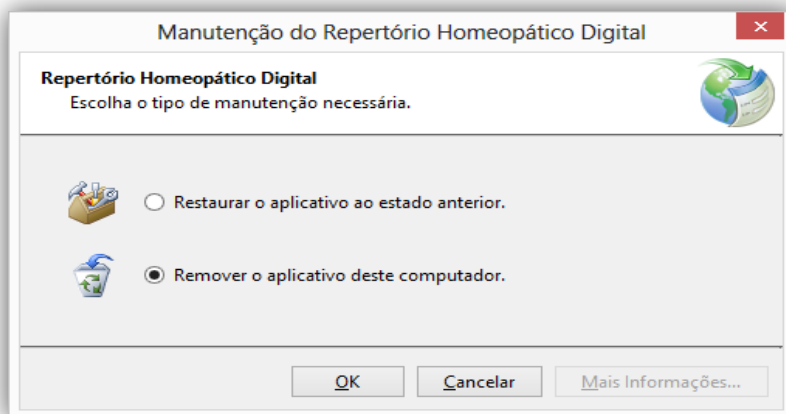 Manutenção do Repertório Homeopático Digital
Repertório Homeopático Digital
Escolha o tipo de manutenção necessária.
Restaurar o aplicativo ao estado anterior.
Remover o aplicativo deste computador.
OK Cancelar Mais Informações...